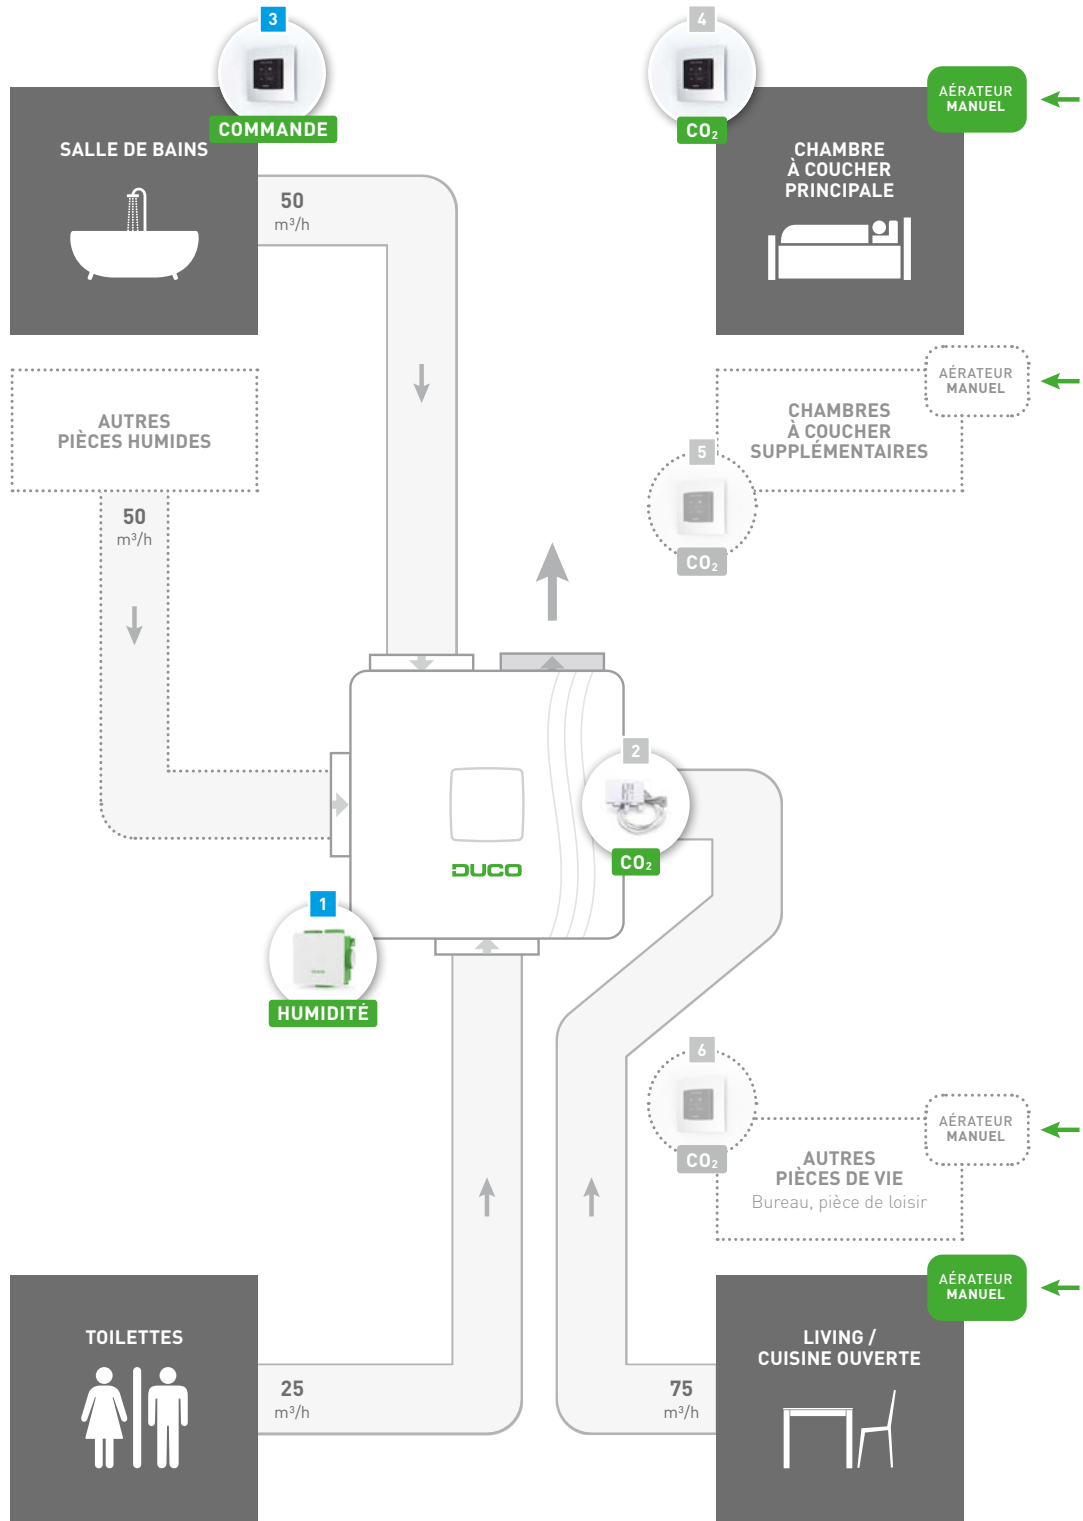 3
COMMANDE
SALLE DE BAINS
50
m³/h
4
CO₂
AÉRATEUR
MANUEL
CHAMBRE
À COUCHER
PRINCIPALE
AUTRES
PIÈCES HUMIDES
50
m³/h
AÉRATEUR
MANUEL
CHAMBRES
À COUCHER
SUPPLÉMENTAIRES
5
CO₂
2
CO₂
DUCO
1
HUMIDITÉ
6
CO₂
AÉRATEUR
MANUEL
AUTRES
PIÈCES DE VIE
Bureau, pièce de loisir
TOILETTES
25
m³/h
75
m³/h
AÉRATEUR
MANUEL
LIVING /
CUISINE OUVERTE